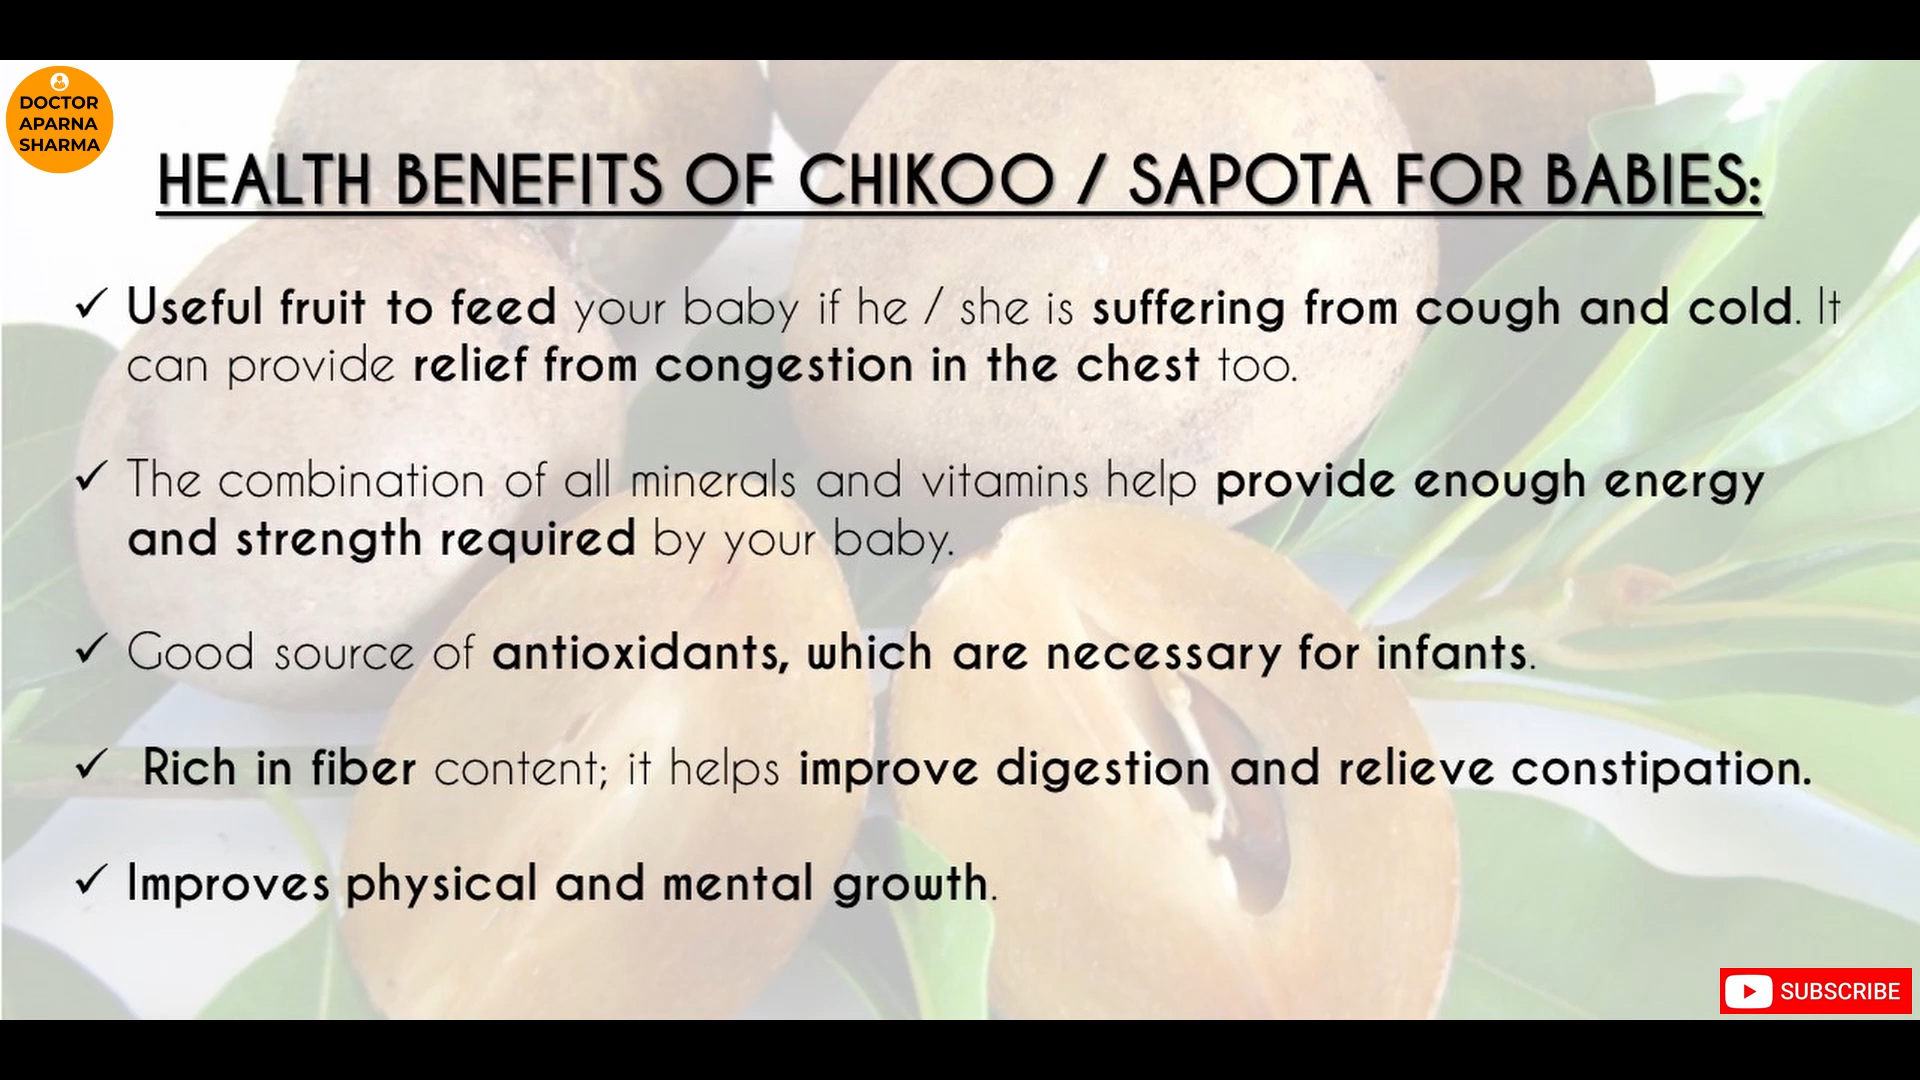 DOCTOR
APARNA
SHARMA
HEALTH BENEFITS OF CHIKOO / SAPOTA FOR BABIES:
✓ Useful fruit to feed your baby if he / she is suffering from cough and cold. It
can provide relief from congestion in the chest too.
✓ The combination of all minerals and vitamins help provide enough energy
and strength required by your baby.
✓ Good source of antioxidants, which are necessary for infants.
✓ Rich in fiber content; it helps improve digestion and relieve constipation.
✓ Improves physical and mental growth.
SUBSCRIBE